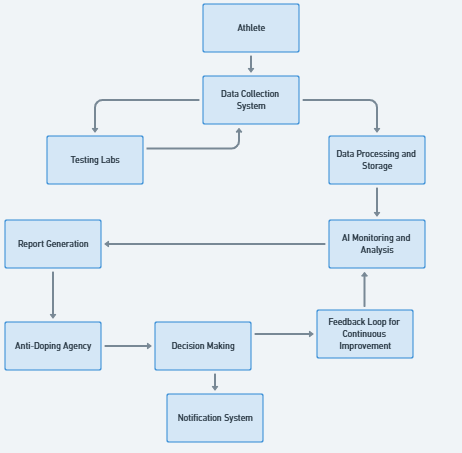 Athlete
Data Collection
System
Testing Labs
Data Processing and
Storage
Report Generation
AI Monitoring and
Analysis
Anti-Doping Agency
Decision Making
Feedback Loop for
Continuous
Improvement
Notification System